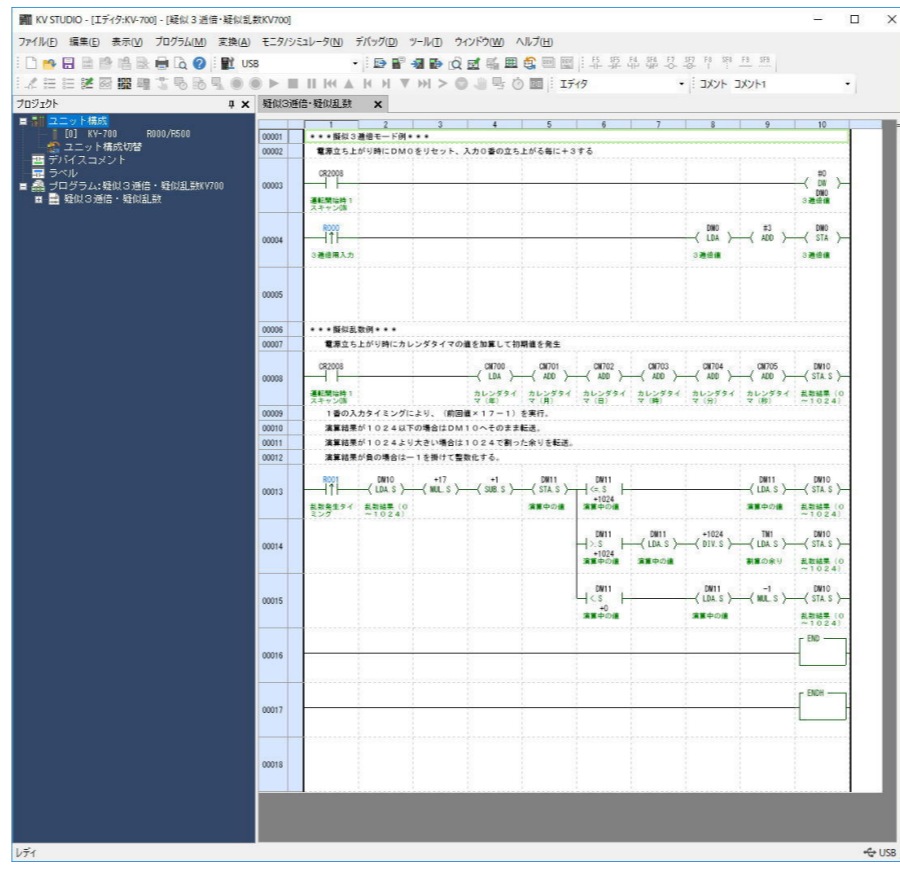 KV STUDIO - [エディタ:KV-700] - [疑似３逓倍・疑似乱数KV700]
ファイル(F) 編集(E) 表示(V) プログラム(M) 変換(A) モニタ/シミュレータ(N) デバッグ(D) ツール(T) ウィンドウ(W) ヘルプ(H)
USB
エディタ コメント コメント1
プロジェクト
疑似3逓倍・疑似乱数
ユニット構成
[0] KV-700 R000/R500
ユニット構成切替
デバイスコメント
ラベル
プログラム:疑似３逓倍・疑似乱数KV700
疑似３逓倍・疑似乱数
1 2 3 4 5 6 7 8 9 10
00001 ＊＊＊擬似３逓倍モード例＊＊＊
00002 電源立ち上がり時にＤＭ０をリセット、入力０番の立ち上がる毎に＋３する
CR2008 #0
00003 DW
DM0
運転開始時１ ３逓倍値
スキャンON
R000 DM0 #3 DM0
00004 LDA ADD STA
３逓倍用入力 ３逓倍値 ３逓倍値
00005
00006 ＊＊＊擬似乱数例＊＊＊
00007 電源立ち上がり時にカレンダタイマの値を加算して初期値を発生
CR2008 CM700 CM701 CM702 CM703 CM704 CM705 DM10
00008 LDA ADD ADD ADD ADD ADD STA.S
運転開始時１ カレンダタイ カレンダタイ カレンダタイ カレンダタイ カレンダタイ カレンダタイ 乱数結果（０
スキャンON マ（年） マ（月） マ（日） マ（時） マ（分） マ（秒） ～１０２４）
00009 １番の入力タイミングにより、（前回値×１７－１）を実行。
00010 演算結果が１０２４以下の場合はＤＭ１０へそのまま転送。
00011 演算結果が１０２４より大きい場合は１０２４で割った余りを転送。
00012 演算結果が負の場合は－１を掛けて整数化する。
R001 DM10 +17 +1 DM11 DM11 DM11 DM10
00013 LDA.S MUL.S SUB.S STA.S <=.S LDA.S STA.S
+1024
乱数発生タイ 乱数結果（０ 演算中の値 演算中の値 演算中の値 乱数結果（０
ミング ～１０２４） ～１０２４）
DM11 DM11 +1024 TM1 DM10
00014 >.S LDA.S DIV.S LDA.S STA.S
+1024
演算中の値 演算中の値 割算の余り 乱数結果（０
～１０２４）
DM11 DM11 -1 DM10
00015 <.S LDA.S MUL.S STA.S
+0
演算中の値 演算中の値 乱数結果（０
～１０２４）
END
00016
ENDH
00017
00018
レディ USB